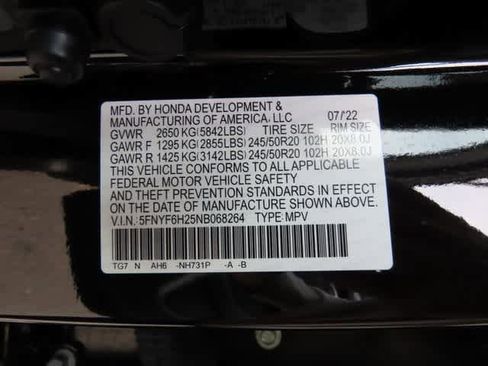 MFD. BY HONDA DEVELOPMENT &
MANUFACTURING OF AMERICA, LLC 07/'22
GVWR 2650 KG(5842LBS) TIRE SIZE RIM SIZE
GAWR F 1295 KG(2855LBS) 245/50R20 102H 20X8.0J
GAWR R 1425 KG(3142LBS) 245/50R20 102H 20X8.0J
THIS VEHICLE CONFORMS TO ALL APPLICABLE
FEDERAL MOTOR VEHICLE SAFETY
AND THEFT PREVENTION STANDARDS IN
EFFECT ON THE DATE OF
MANUFACTURE SHOWN ABOVE.
V.I.N.: 5FNYF6H25NB068264 TYPE: MPV
TG7 N AH6 -NH731P -A -B